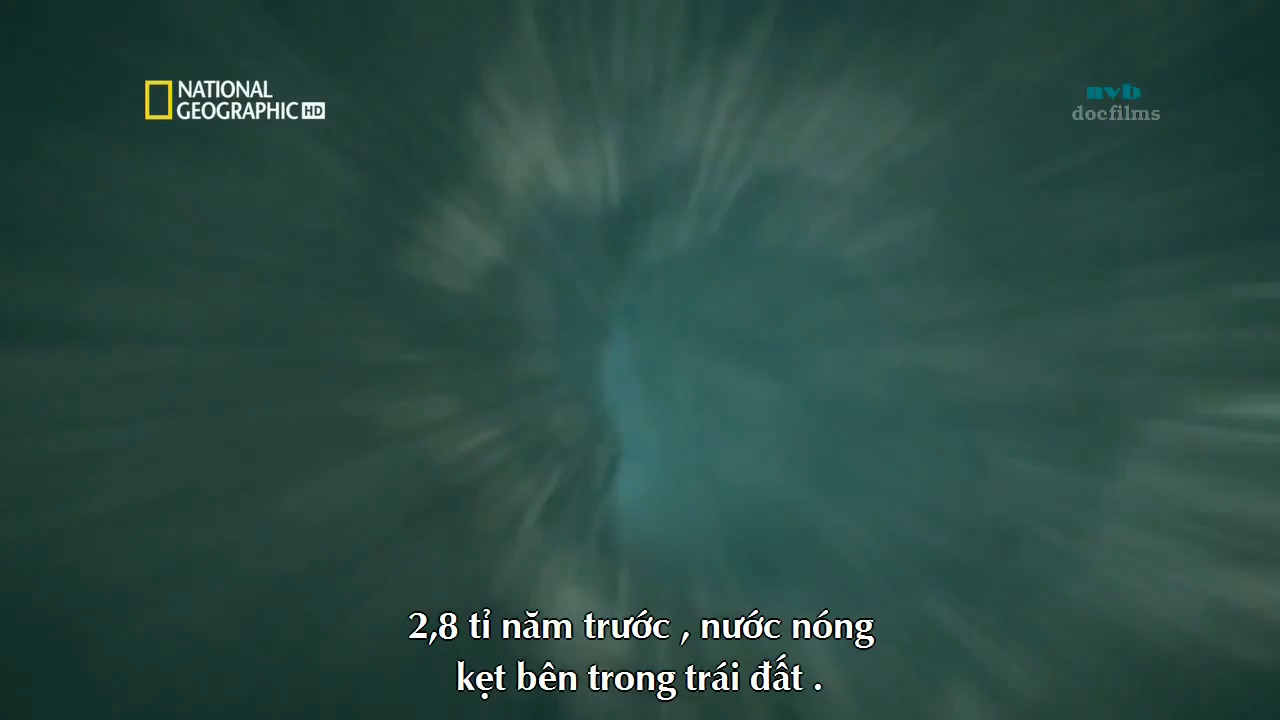 NATIONAL
GEOGRAPHIC HD
nvb
docfilms
2,8 tỉ năm trước , nước nóng
kẹt bên trong trái đất .